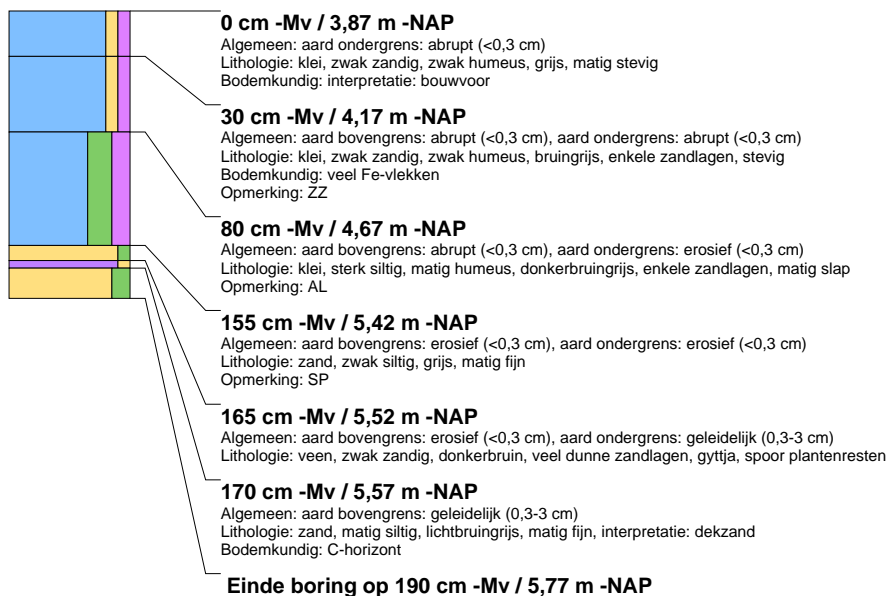 0 cm -Mv / 3,87 m -NAP
Algemeen: aard ondergrens: abrupt (<0,3 cm)
Lithologie: klei, zwak zandig, zwak humeus, grijs, matig stevig
Bodemkundig: interpretatie: bouwvoor
30 cm -Mv / 4,17 m -NAP
Algemeen: aard bovengrens: abrupt (<0,3 cm), aard ondergrens: abrupt (<0,3 cm)
Lithologie: klei, zwak zandig, zwak humeus, bruingrijs, enkele zandlagen, stevig
Bodemkundig: veel Fe-vlekken
Opmerking: ZZ
80 cm -Mv / 4,67 m -NAP
Algemeen: aard bovengrens: abrupt (<0,3 cm), aard ondergrens: erosief (<0,3 cm)
Lithologie: klei, sterk siltig, matig humeus, donkerbruingrijs, enkele zandlagen, matig slap
Opmerking: AL
155 cm -Mv / 5,42 m -NAP
Algemeen: aard bovengrens: erosief (<0,3 cm), aard ondergrens: erosief (<0,3 cm)
Lithologie: zand, zwak siltig, grijs, matig fijn
Opmerking: SP
165 cm -Mv / 5,52 m -NAP
Algemeen: aard bovengrens: erosief (<0,3 cm), aard ondergrens: geleidelijk (0,3-3 cm)
Lithologie: veen, zwak zandig, donkerbruin, veel dunne zandlagen, gyttja, spoor plantenresten
170 cm -Mv / 5,57 m -NAP
Algemeen: aard bovengrens: geleidelijk (0,3-3 cm)
Lithologie: zand, matig siltig, lichtbruingrijs, matig fijn, interpretatie: dekzand
Bodemkundig: C-horizont
Einde boring op 190 cm -Mv / 5,77 m -NAP